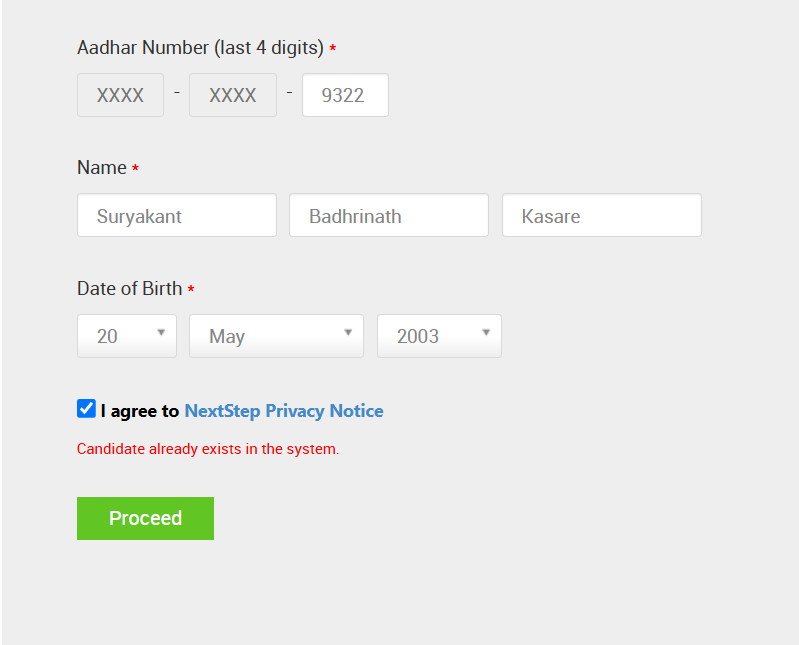 Aadhar Number (last 4 digits) *
XXXX - XXXX - 9322
Name *
Suryakant Badhrinath Kasare
Date of Birth *
20 May 2003
I agree to NextStep Privacy Notice
Candidate already exists in the system.
Proceed